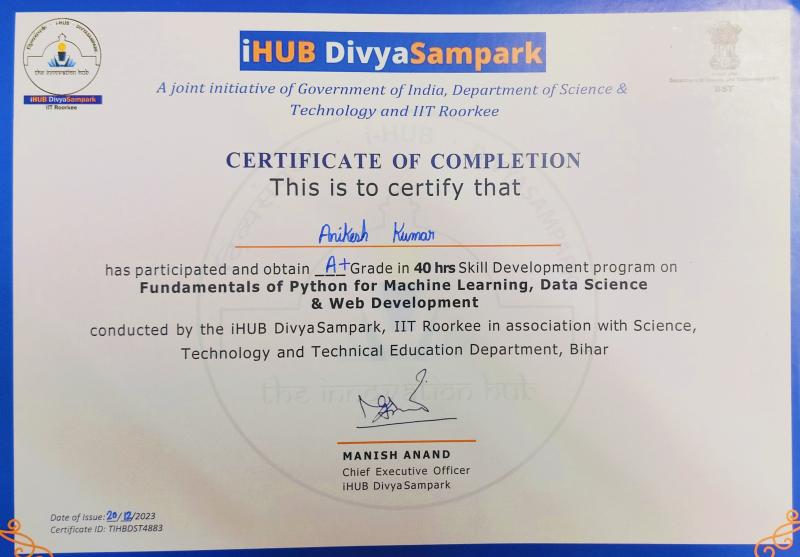 the innovation hub
iHUB DivyaSampark
IIT Roorkee
iHUB DivyaSampark
A joint initiative of Government of India, Department of Science &
Technology and IIT Roorkee
DST
CERTIFICATE OF COMPLETION
This is to certify that
Anikesh Kumar
has participated and obtain A+ Grade in 40 hrs Skill Development program on
Fundamentals of Python for Machine Learning, Data Science
& Web Development
conducted by the iHUB DivyaSampark, IIT Roorkee in association with Science,
Technology and Technical Education Department, Bihar
MANISH ANAND
Chief Executive Officer
iHUB DivyaSampark
Date of Issue: 20/12/2023
Certificate ID: TIHBDST4883